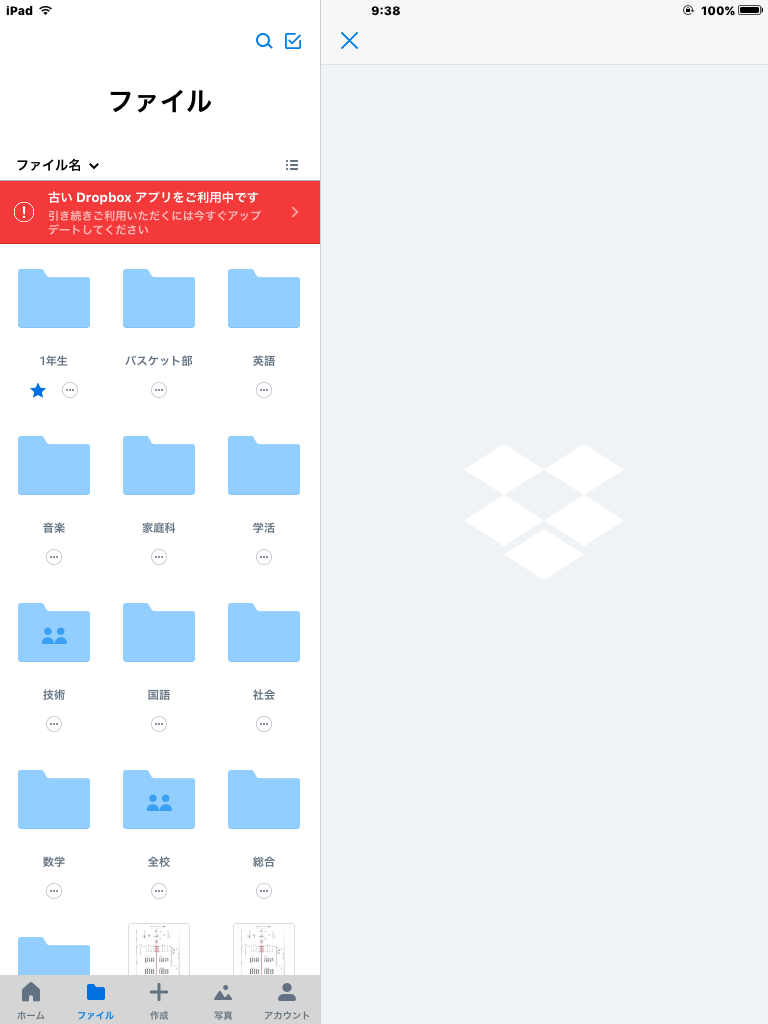 iPad 9:38 100%
ファイル
ファイル名
古い Dropbox アプリをご利用中です
引き続きご利用いただくには今すぐアップ
デートしてください
1年生 バスケット部 英語
音楽 家庭科 学活
技術 国語 社会
数学 全校 総合
ホーム ファイル 作成 写真 アカウント